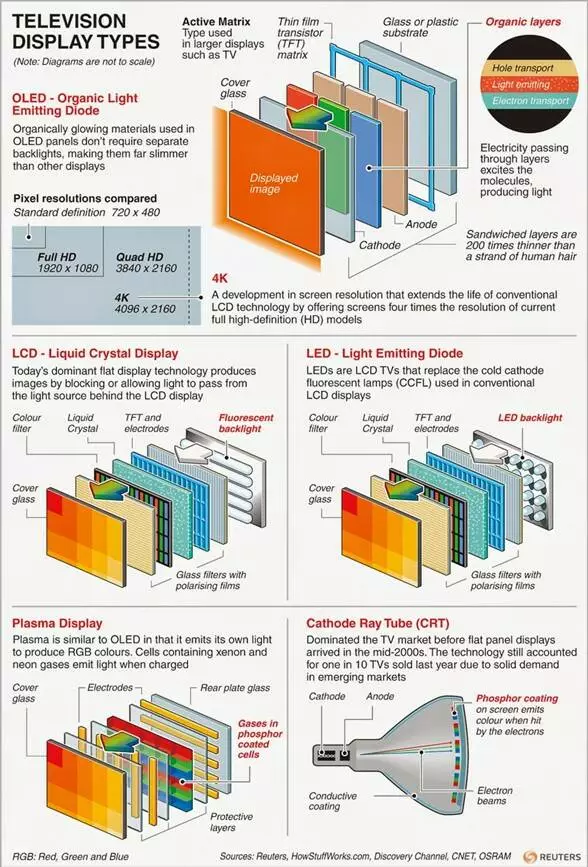 TELEVISION
DISPLAY TYPES
(Note: Diagrams are not to scale)
OLED - Organic Light
Emitting Diode
Organically glowing materials used in
OLED panels don't require separate
backlights, making them far slimmer
than other displays
Active Matrix
Type used
in larger displays
such as TV
Thin film
transistor
(TFT)
matrix
Glass or plastic
substrate
Organic layers
Hole transport
Light emitting
Electron transport
Electricity passing
through layers
excites the
molecules,
producing light
Cover
glass
Displayed
image
Anode
Cathode
Sandwiched layers are
200 times thinner than
a strand of human hair
Pixel resolutions compared
Standard definition 720 x 480
Full HD
1920 x 1080
Quad HD
3840 x 2160
4K
4096 x 2160
4K
A development in screen resolution that extends the life of conventional
LCD technology by offering screens four times the resolution of current
full high-definition (HD) models
LCD - Liquid Crystal Display
Today's dominant flat display technology produces
images by blocking or allowing light to pass from
the light source behind the LCD display
Colour
filter
Liquid
Crystal
TFT and
electrodes
Fluorescent
backlight
Cover
glass
Glass filters with
polarising films
LED - Light Emitting Diode
LEDs are LCD TVs that replace the cold cathode
fluorescent lamps (CCFL) used in conventional
LCD displays
Colour
filter
Liquid
Crystal
TFT and
electrodes
LED backlight
Cover
glass
Glass filters with
polarising films
Plasma Display
Plasma is similar to OLED in that it emits its own light
to produce RGB colours. Cells containing xenon and
neon gases emit light when charged
Cover
glass
Electrodes
Rear plate glass
Gases in
phosphor
coated
cells
Protective
layers
Cathode Ray Tube (CRT)
Dominated the TV market before flat panel displays
arrived in the mid-2000s. The technology still accounted
for one in 10 TVs sold last year due to solid demand
in emerging markets
Cathode
Anode
Phosphor coating
on screen emits
colour when hit
by the electrons
Electron
beams
Conductive
coating
RGB: Red, Green and Blue
Sources: Reuters, HowStuffWorks.com, Discovery Channel, CNET, OSRAM
REUTERS